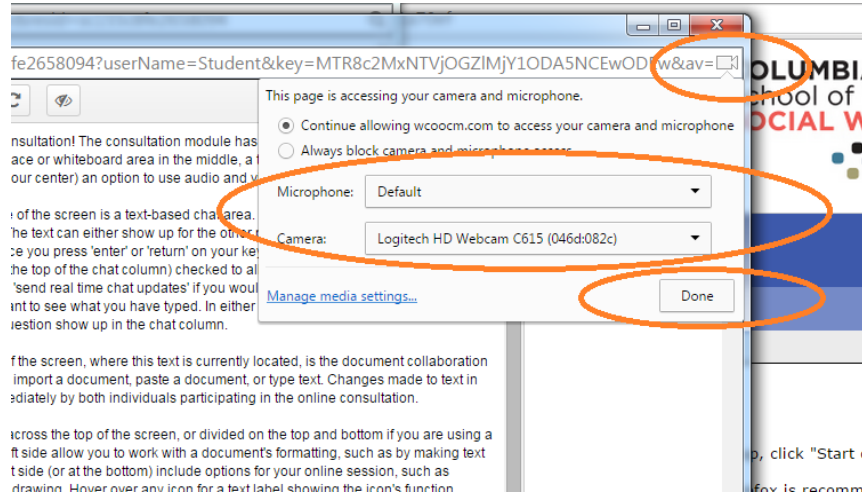 fe2658094?userName=Student&key=MTR8c2MxNTVjOGZlMjY1ODA5NCEwODEw&av=
This page is accessing your camera and microphone.
Continue allowing wcoocm.com to access your camera and microphone
Always block camera and microphone access
Microphone: Default
Camera: Logitech HD Webcam C615 (046d:082c)
Manage media settings...
Done
nsultation! The consultation module has
ace or whiteboard area in the middle, a
our center) an option to use audio and
of the screen is a text-based chat area.
The text can either show up for the other
ce you press 'enter' or 'return' on your
the top of the chat column) checked to al
'send real time chat updates' if you woul
ant to see what you have typed. In either
uestion show up in the chat column.
f the screen, where this text is currently located, is the document collaboration
import a document, paste a document, or type text. Changes made to text in
ediately by both individuals participating in the online consultation.
across the top of the screen, or divided on the top and bottom if you are using a
ft side allow you to work with a document's formatting, such as by making text
t side (or at the bottom) include options for your online session, such as
drawing. Hover over any icon for a text label showing the icon's function
OLUMBIA
chool of
OCIAL W
p, click "Start
efox is recomm